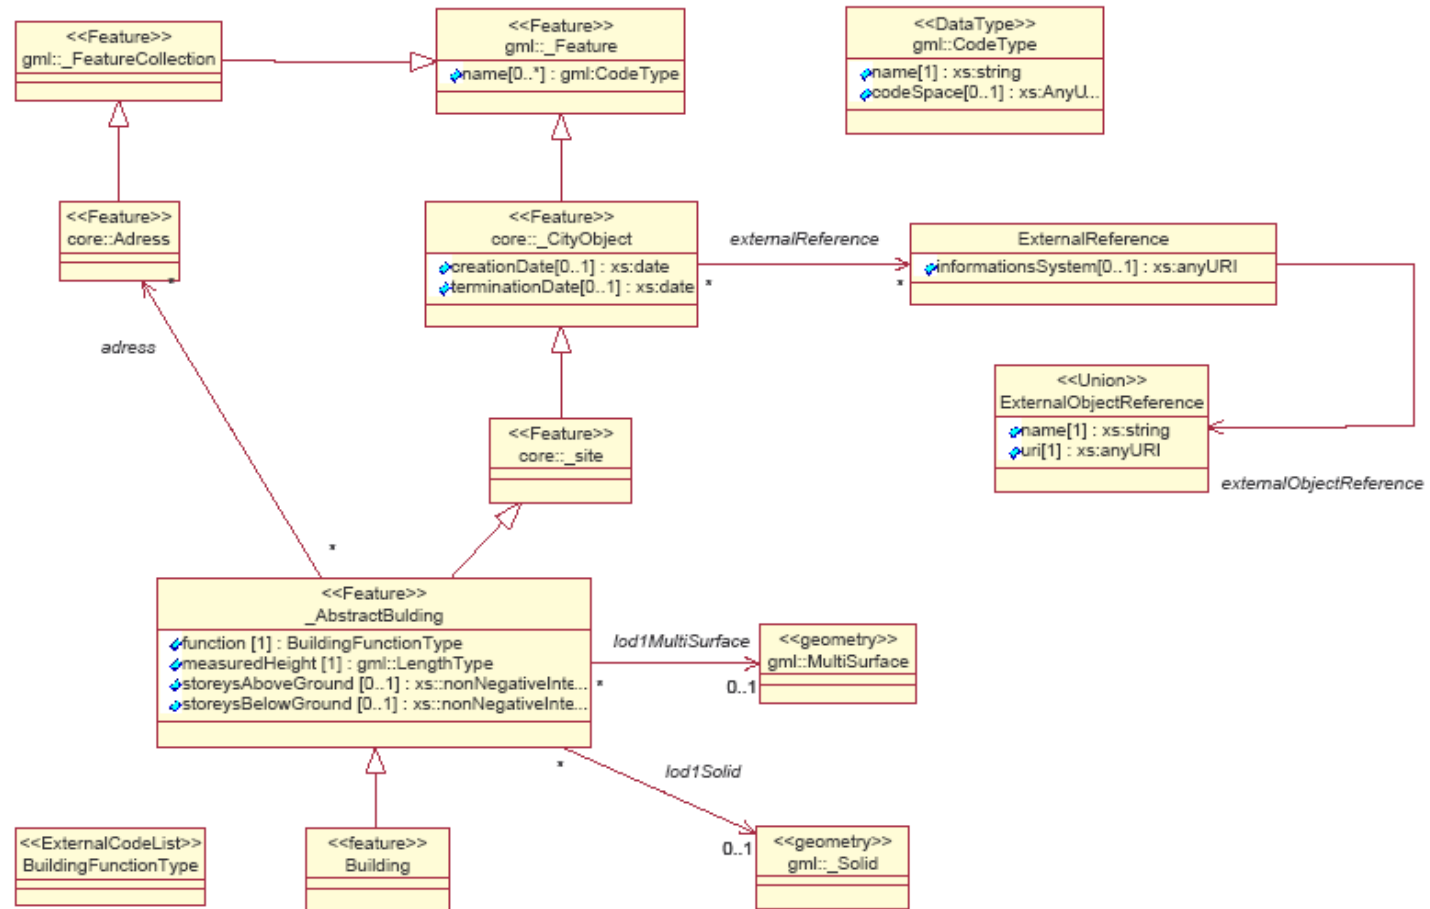 <<Feature>>
gml::_FeatureCollection
<<Feature>>
gml::_Feature
name[0..*] : gml:CodeType
<<DataType>>
gml::CodeType
name[1] : xs:string
codeSpace[0..1] : xs:AnyU...
<<Feature>>
core::Adress
*
<<Feature>>
core::_CityObject
creationDate[0..1] : xs:date
terminationDate[0..1] : xs:date
*
externalReference
*
ExternalReference
informationsSystem[0..1] : xs:anyURI
adress
<<Union>>
ExternalObjectReference
name[1] : xs:string
uri[1] : xs:anyURI
externalObjectReference
<<Feature>>
core::_site
*
<<Feature>>
_AbstractBulding
function [1] : BuildingFunctionType
measuredHeight [1] : gml::LengthType
storeysAboveGround [0..1] : xs::nonNegativeInte...
storeysBelowGround [0..1] : xs::nonNegativeInte...
lod1MultiSurface
*
0..1
<<geometry>>
gml::MultiSurface
*
lod1Solid
0..1
<<geometry>>
gml::_Solid
<<ExternalCodeList>>
BuildingFunctionType
<<feature>>
Building